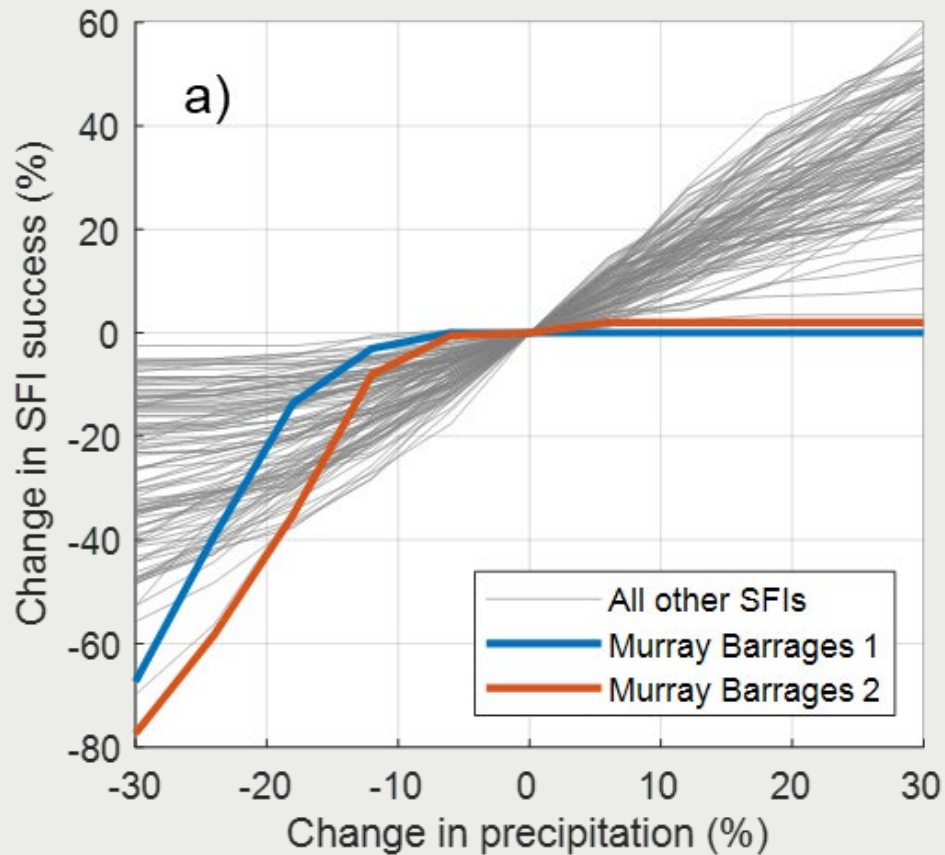 60
a)
40
20
0
-20
-40
-60
-80
Change in SFI success (%)
All other SFIs
Murray Barrages 1
Murray Barrages 2
-30 -20 -10 0 10 20 30
Change in precipitation (%)